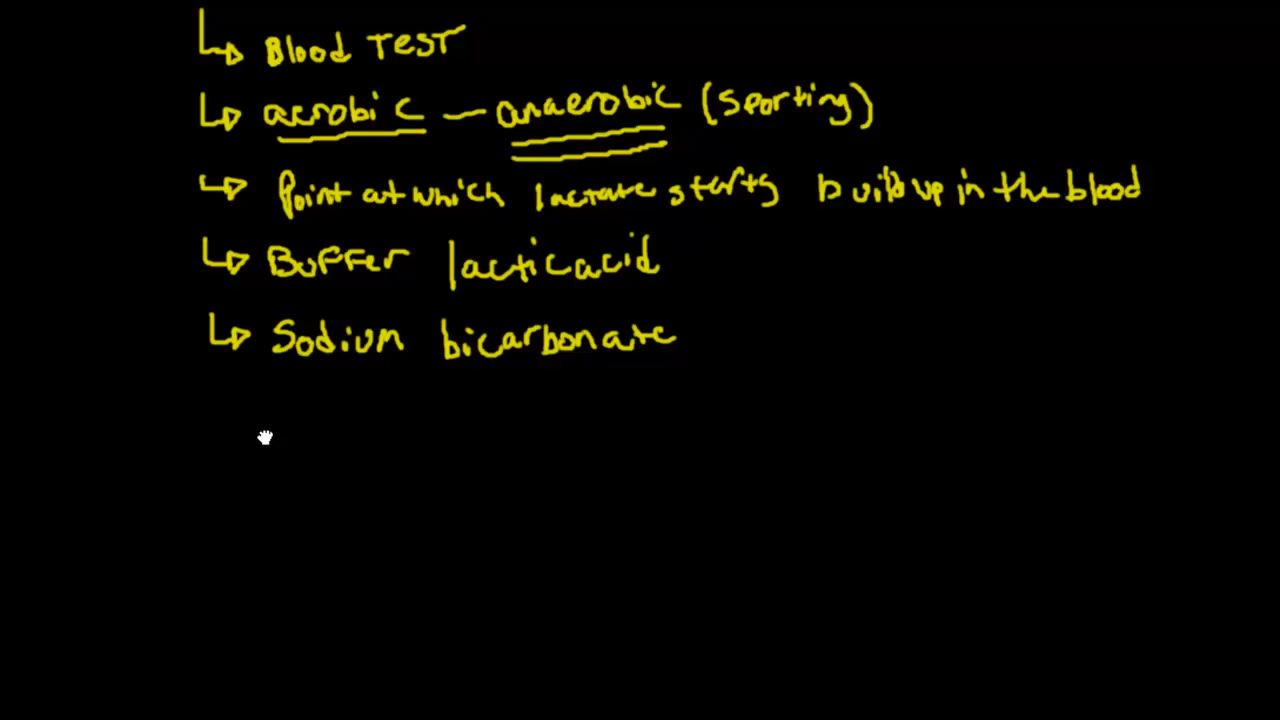 Blood TEST
aerobic — anaerobic (sporting)
Point at which lactate starts build up in the blood
Buffer lactic acid
Sodium bicarbonate